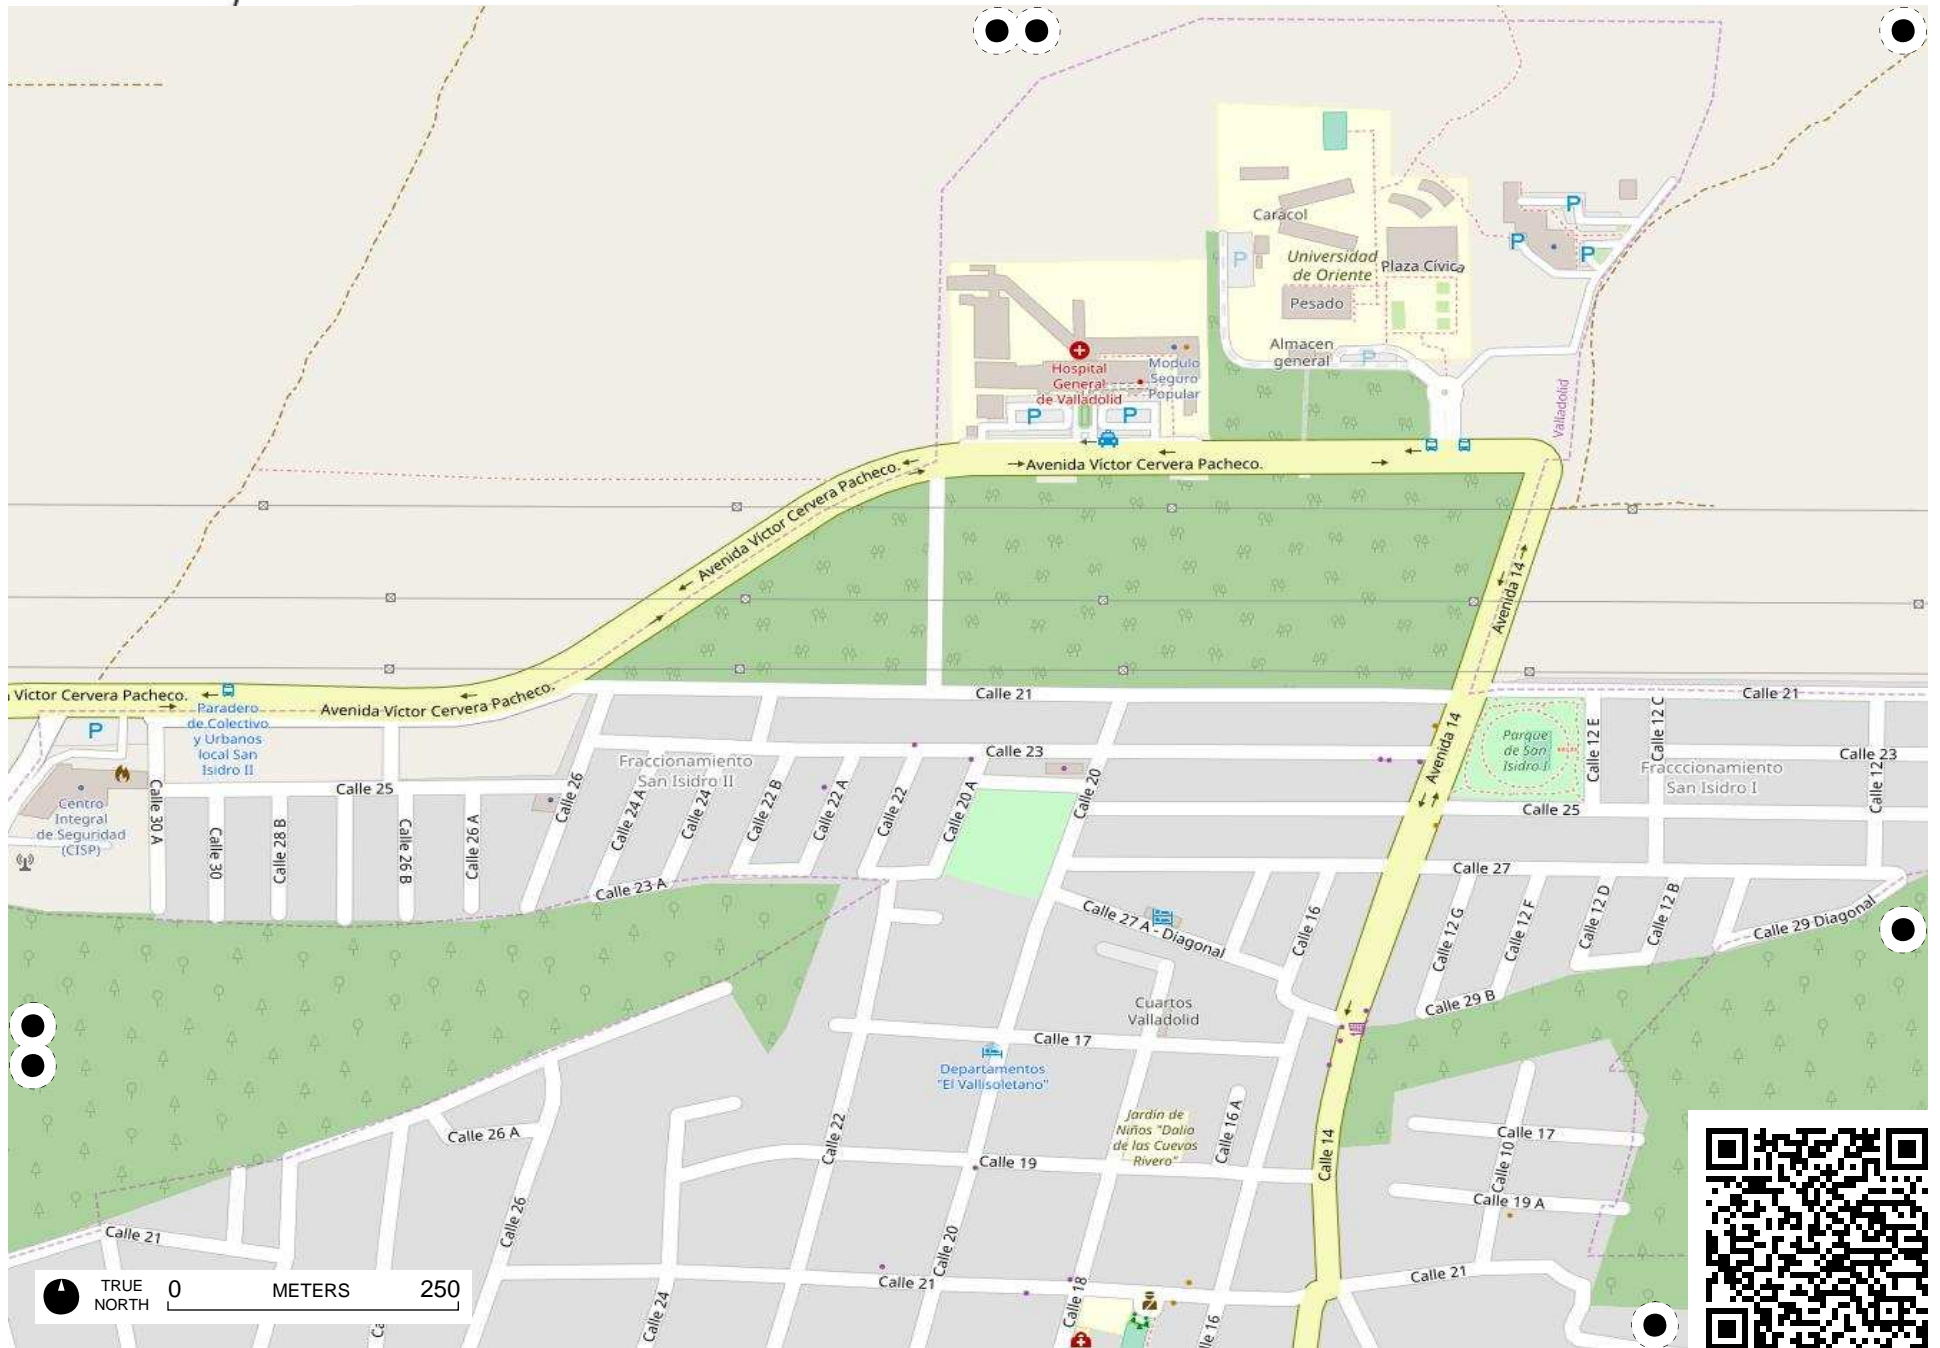 Caracol
Universidad
de Oriente
Plaza Cívica
Pesado
Almacen
general
Hospital
General
de Valladolid
Modulo
Seguro
Popular
Valladolid
Avenida Víctor Cervera Pacheco.
Avenida Víctor Cervera Pacheco.
Avenida Víctor Cervera Pacheco.
Avenida 14
Víctor Cervera Pacheco.
Avenida Víctor Cervera Pacheco.
Calle 21
Calle 21
Paradero
de Colectivo
y Urbanos
local San
Isidro II
Parque
de San
Isidro I
Avenida 14
Calle 12 E
Calle 12 C
Calle 23
Calle 23
Fraccionamiento
San Isidro II
Fracccionamiento
San Isidro I
Calle 12
Calle 25
Calle 25
Centro
Integral
de Seguridad
(CISP)
Calle 30 A
Calle 30
Calle 28 B
Calle 26 B
Calle 26 A
Calle 26
Calle 24 A
Calle 24
Calle 22 B
Calle 22 A
Calle 22
Calle 20 A
Calle 20
Calle 23 A
Calle 27
Calle 27 A - Diagonal
Calle 16
Calle 12 G
Calle 12 F
Calle 12 D
Calle 12 B
Calle 29 Diagonal
Calle 29 B
Cuartos
Valladolid
Calle 17
Departamentos
"El Vallisoletano"
Calle 22
Jardín de
Niños "Dalio
de las Cuevas
Rivero"
Calle 16 A
Calle 14
Calle 17
Calle 10
Calle 19 A
Calle 26 A
Calle 19
Calle 26
Calle 21
Calle 20
Calle 21
Calle 21
Calle 24
Calle 18
lle 16
Ca
TRUE
NORTH
0 METERS 250